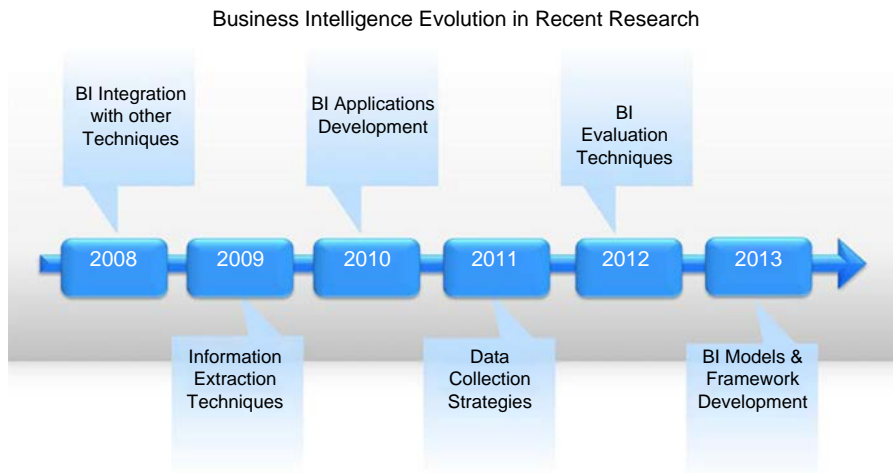 Business Intelligence Evolution in Recent Research
BI Integration
with other
Techniques
BI Applications
Development
BI
Evaluation
Techniques
2008
2009
2010
2011
2012
2013
Information
Extraction
Techniques
Data
Collection
Strategies
BI Models &
Framework
Development